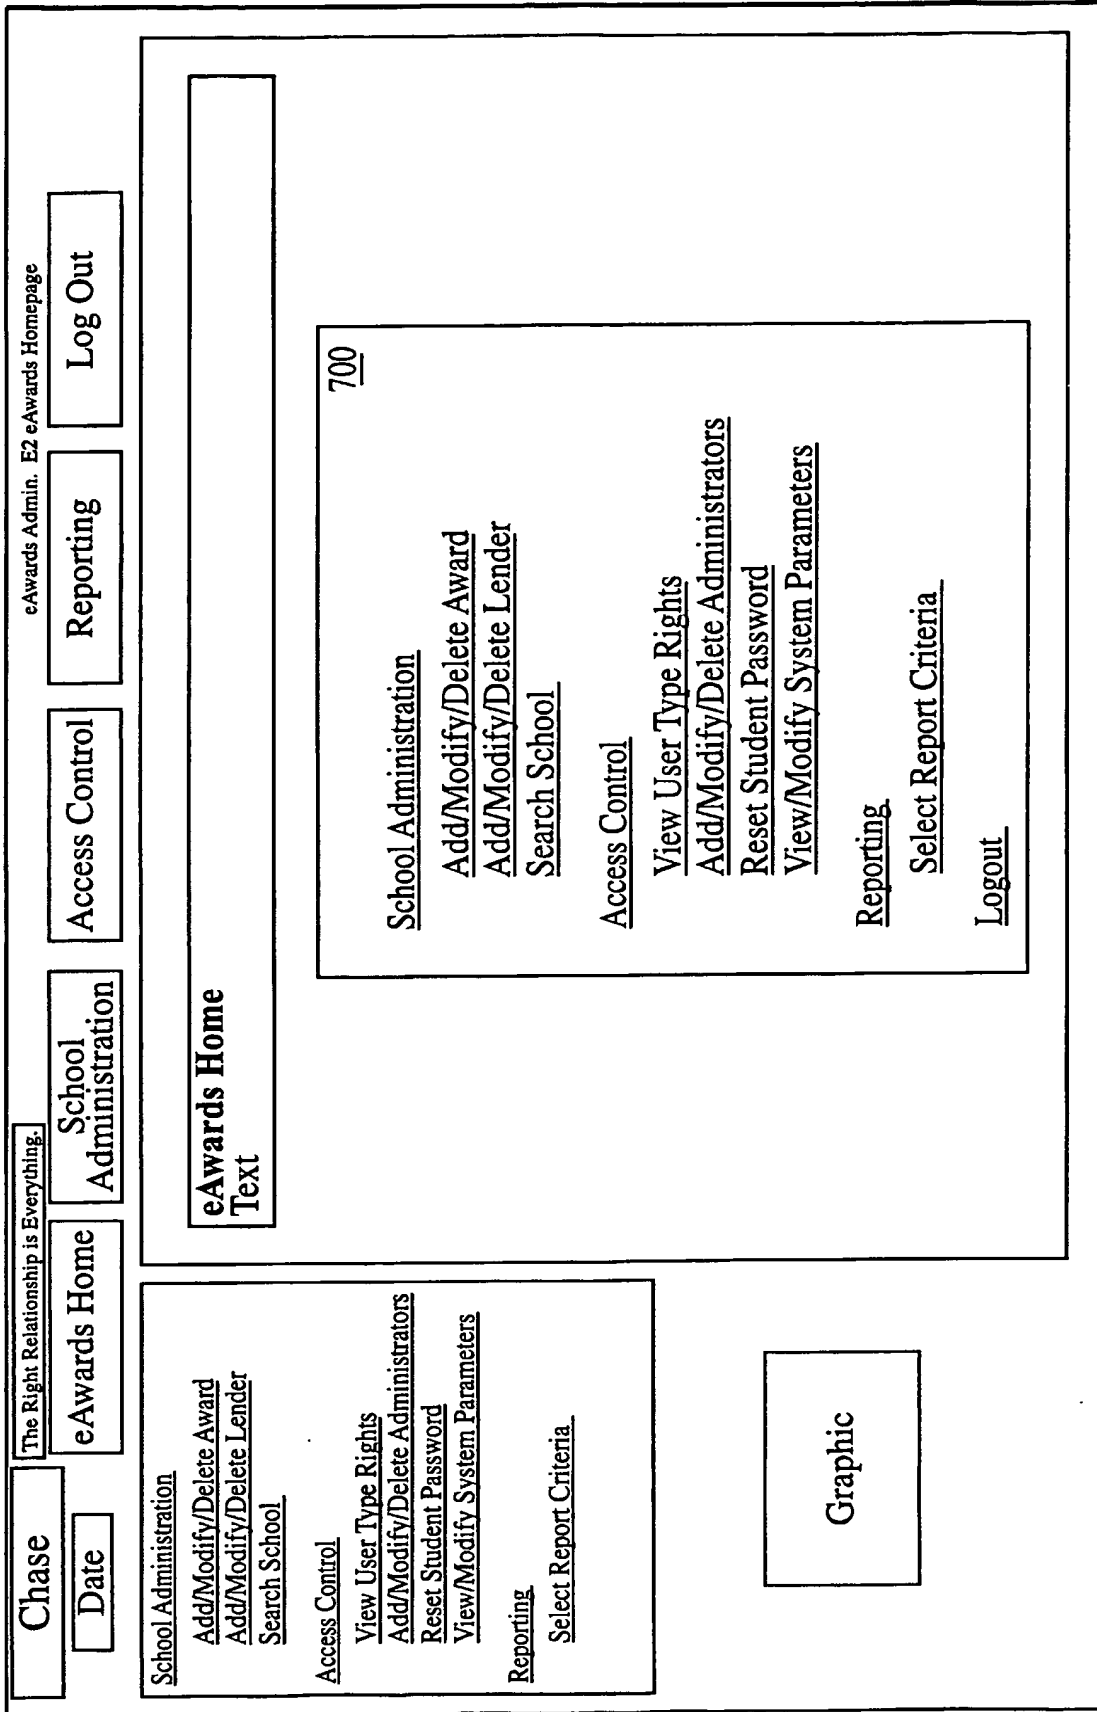 Chase
The Right Relationship is Everything.
eAwards Admin. E2 eAwards Homepage
Date
eAwards Home
School
Administration
Access Control
Reporting
Log Out
School Administration
Add/Modify/Delete Award
Add/Modify/Delete Lender
Search School
Access Control
View User Type Rights
Add/Modify/Delete Administrators
Reset Student Password
View/Modify System Parameters
Reporting
Select Report Criteria
Graphic
eAwards Home
Text
700
School Administration
Add/Modify/Delete Award
Add/Modify/Delete Lender
Search School
Access Control
View User Type Rights
Add/Modify/Delete Administrators
Reset Student Password
View/Modify System Parameters
Reporting
Select Report Criteria
Logout